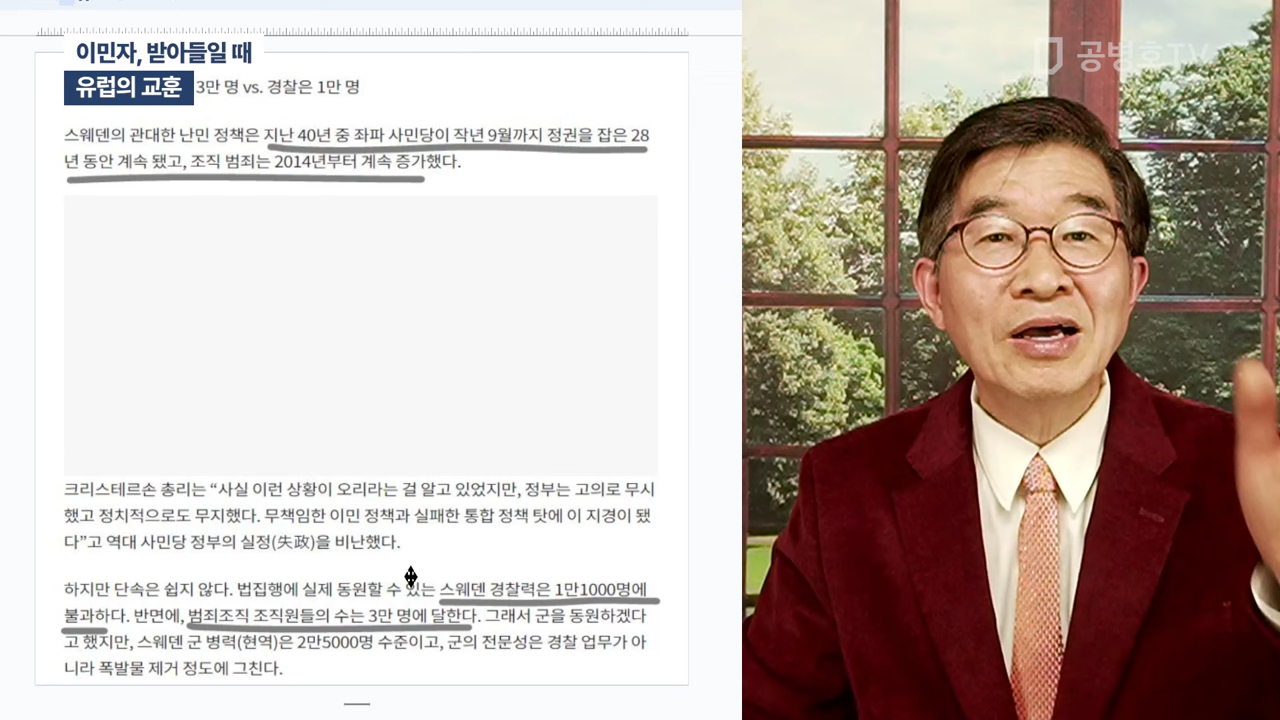 이민자, 받아들일 때
유럽의 교훈 3만 명 vs. 경찰은 1만 명
스웨덴의 관대한 난민 정책은 지난 40년 중 좌파 사민당이 작년 9월까지 정권을 잡은 28
년 동안 계속 됐고, 조직 범죄는 2014년부터 계속 증가했다.
크리스테르손 총리는 “사실 이런 상황이 오리라는 걸 알고 있었지만, 정부는 고의로 무시
했고 정치적으로도 무지했다. 무책임한 이민 정책과 실패한 통합 정책 탓에 이 지경이 됐
다”고 역대 사민당 정부의 실정(失政)을 비난했다.
하지만 단속은 쉽지 않다. 법집행에 실제 동원할 수 있는 스웨덴 경찰력은 1만1000명에
불과하다. 반면에, 범죄조직 조직원들의 수는 3만 명에 달한다. 그래서 군을 동원하겠다
고 했지만, 스웨덴 군 병력(현역)은 2만5000명 수준이고, 군의 전문성은 경찰 업무가 아
니라 폭발물 제거 정도에 그친다.
공병호TV